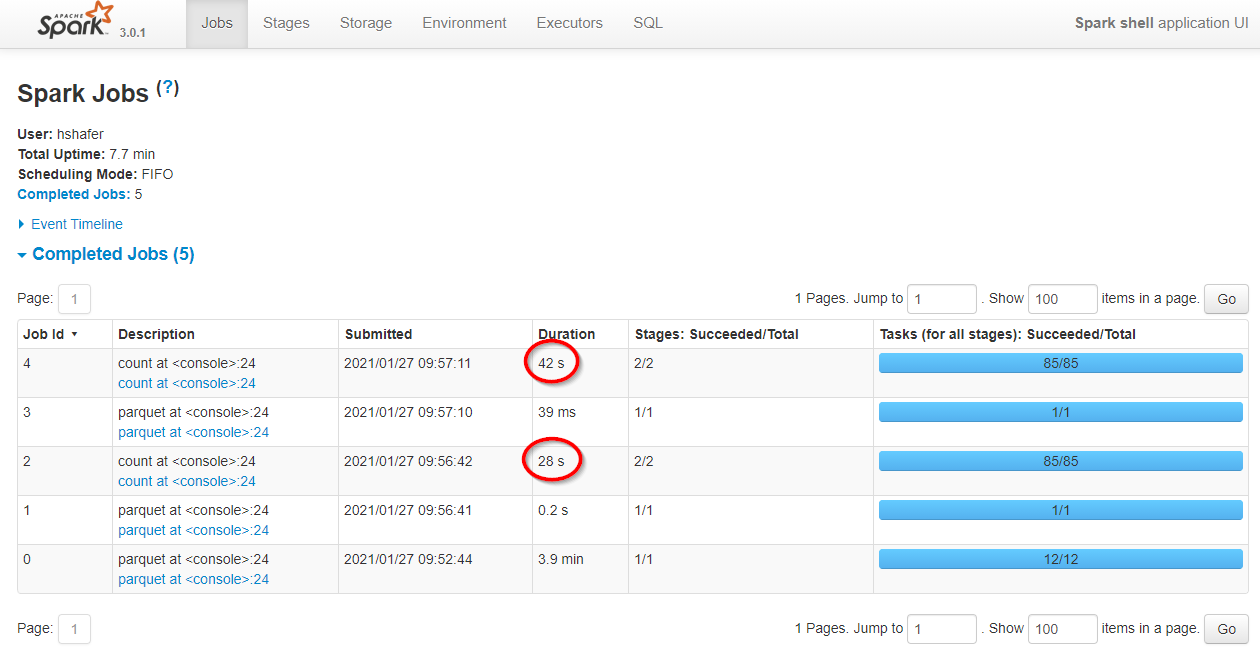 APACHE
Spark 3.0.1 Jobs Stages Storage Environment Executors SQL Spark shell application UI
Spark Jobs (?)
User: hshafer
Total Uptime: 7.7 min
Scheduling Mode: FIFO
Completed Jobs: 5
Event Timeline
Completed Jobs (5)
Page: 1 1 Pages. Jump to 1 . Show 100 items in a page. Go
Job Id Description Submitted Duration Stages: Succeeded/Total Tasks (for all stages): Succeeded/Total
4 count at <console>:24 2021/01/27 09:57:11 42 s 2/2 85/85
count at <console>:24
3 parquet at <console>:24 2021/01/27 09:57:10 39 ms 1/1 1/1
parquet at <console>:24
2 count at <console>:24 2021/01/27 09:56:42 28 s 2/2 85/85
count at <console>:24
1 parquet at <console>:24 2021/01/27 09:56:41 0.2 s 1/1 1/1
parquet at <console>:24
0 parquet at <console>:24 2021/01/27 09:52:44 3.9 min 1/1 12/12
parquet at <console>:24
Page: 1 1 Pages. Jump to 1 . Show 100 items in a page. Go